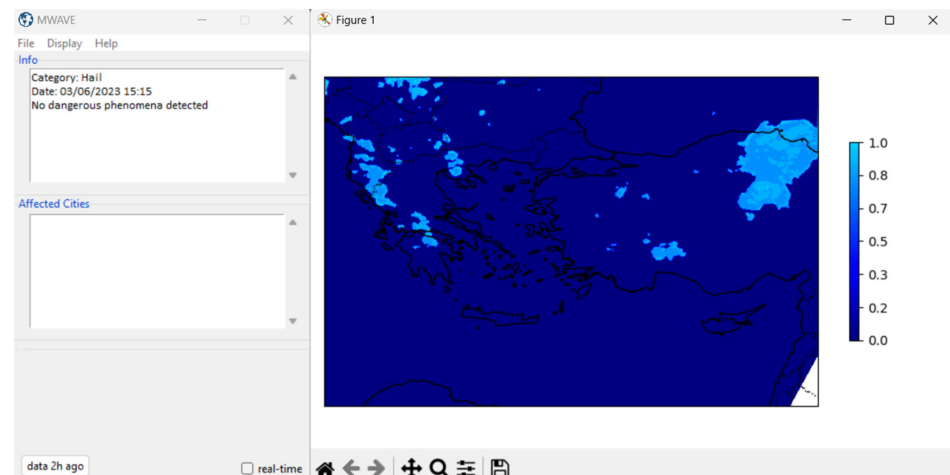 MWAVE
File Display Help
Info
Category: Hail
Date: 03/06/2023 15:15
No dangerous phenomena detected
Affected Cities
data 2h ago
real-time
Figure 1
1.0
0.8
0.7
0.5
0.3
0.2
0.0